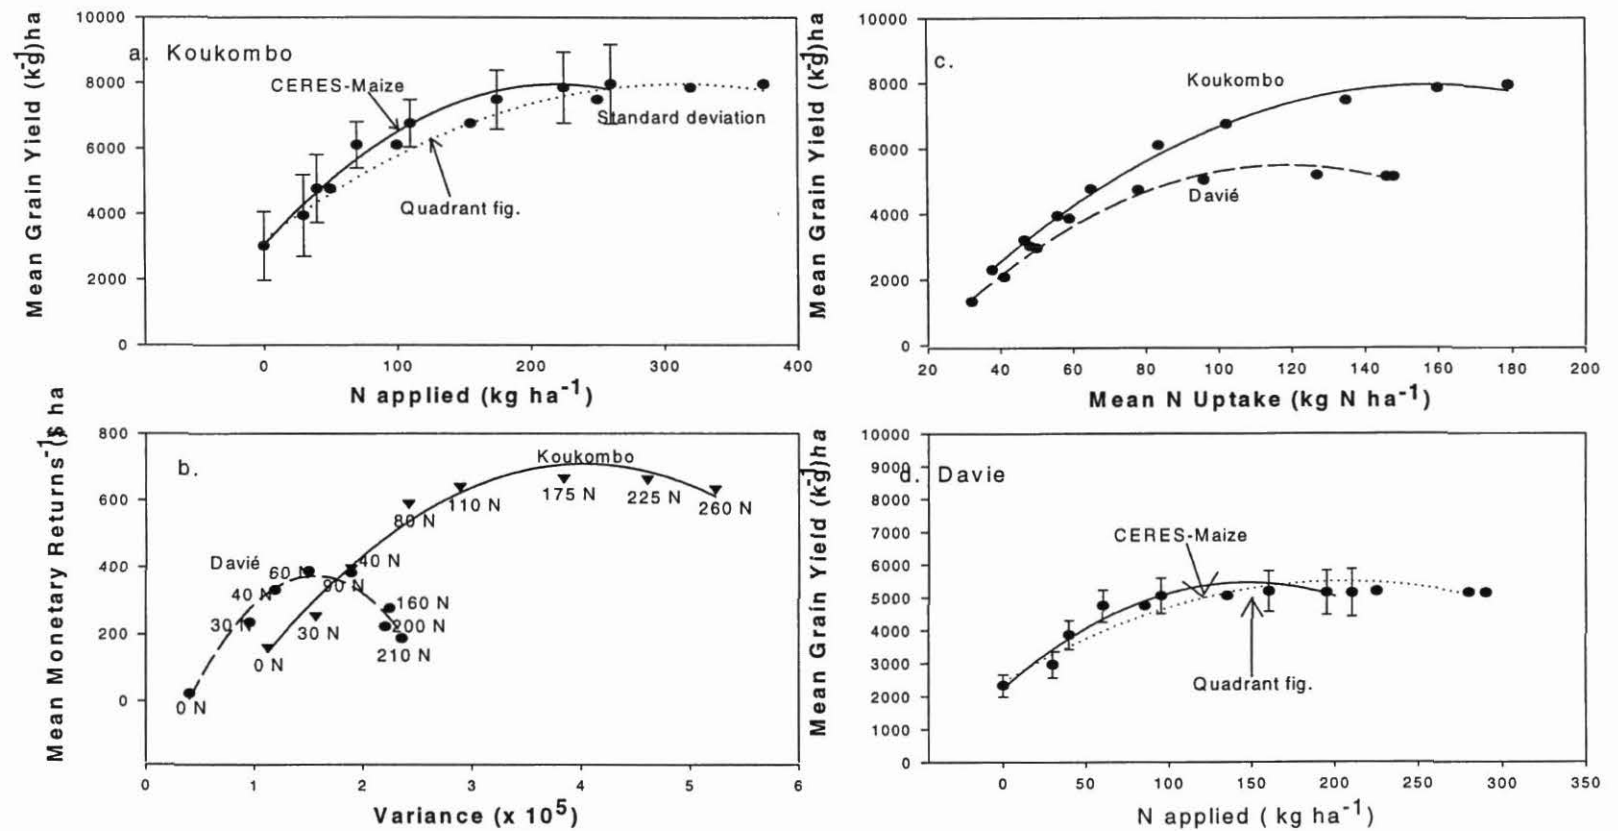 Mean Grain Yield (kg)ha-1
10000
8000
6000
4000
2000
0
a. Koukombo
CERES-Maize
Standard deviation
Quadrant fig.
0 100 200 300 400
N applied (kg ha-1)
Mean Grain Yield (kg)ha-1
10000
8000
6000
4000
2000
0
c.
Koukombo
Davié
20 40 60 80 100 120 140 160 180 200
Mean N Uptake (kg N ha-1)
Mean Monetary Returns-1($ ha
800
600
400
200
0
b.
Koukombo
175 N
225 N
260 N
110 N
80 N
40 N
Davié
60 N
90 N
40 N
160 N
30 N
30 N
200 N
0 N
210 N
0 N
0 1 2 3 4 5 6
Variance (x 10 5)
Mean Grain Yield (kg)ha-1
10000
9000
8000
7000
6000
5000
4000
3000
2000
1000
0
d. Davie
CERES-Maize
Quadrant fig.
0 50 100 150 200 250 300 350
N applied ( kg ha-1)